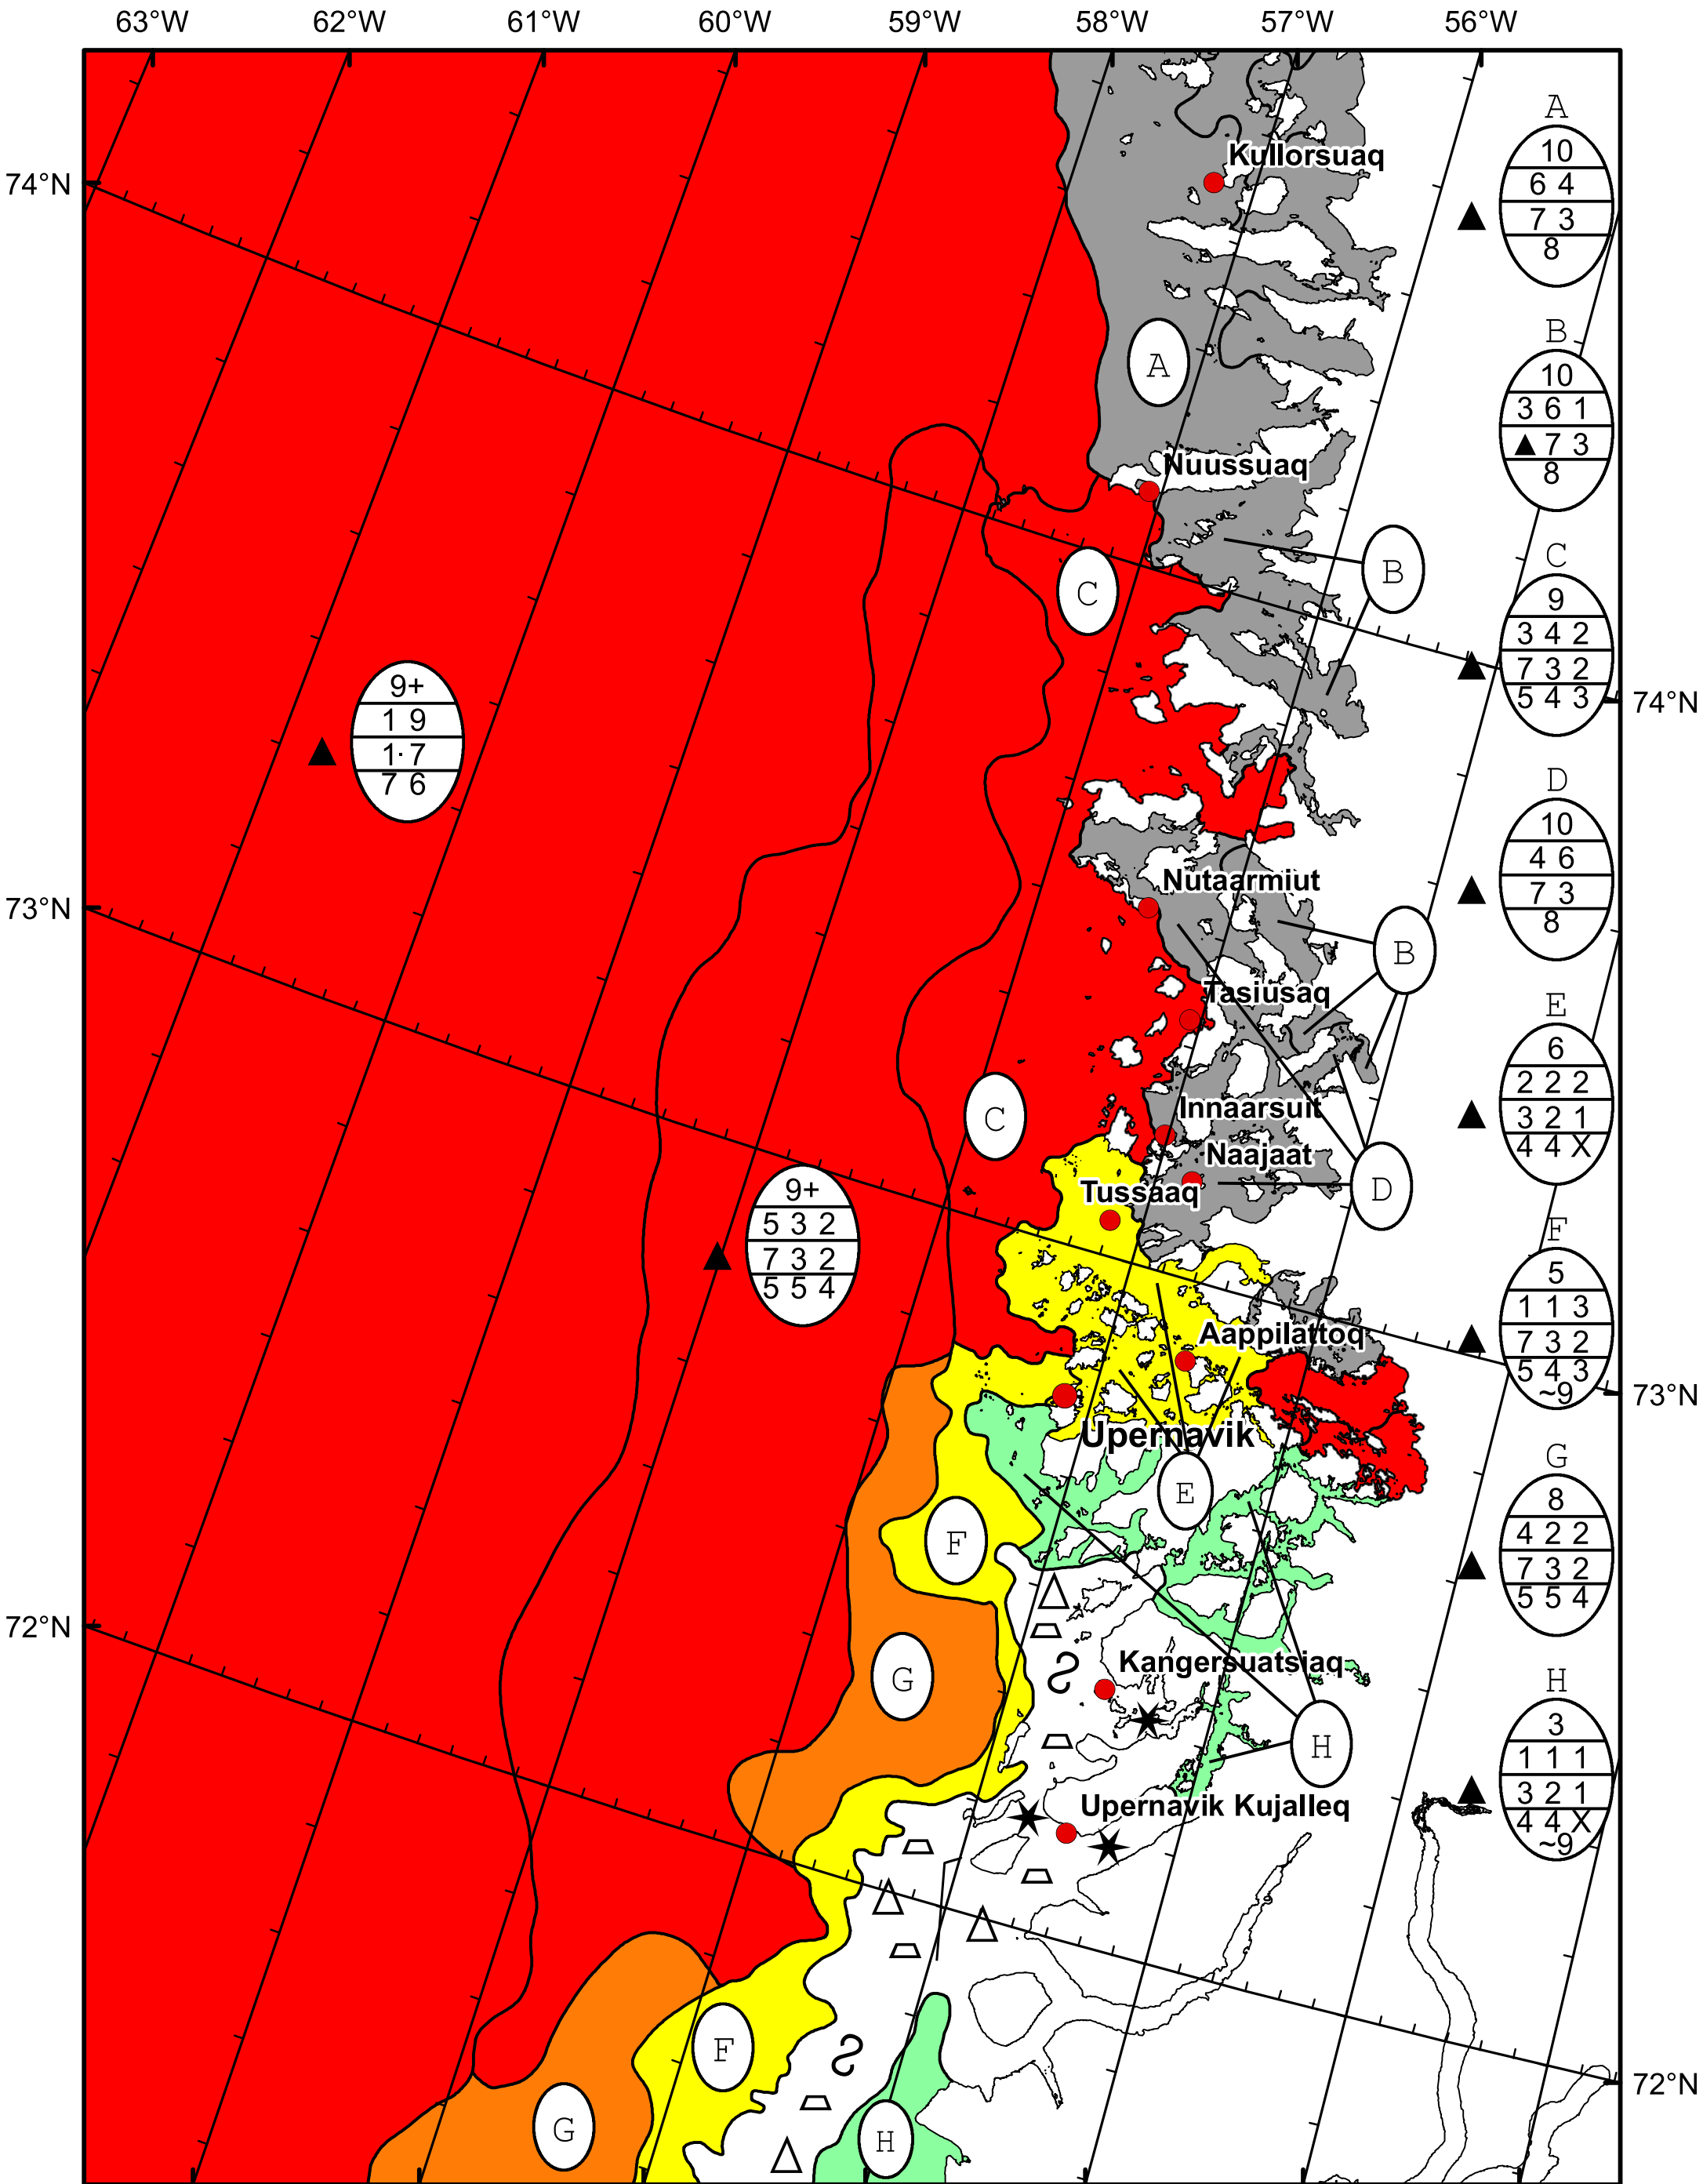 63°W 62°W 61°W 60°W 59°W 58°W 57°W 56°W
A
10
6 4
7 3
8
Kullorsuaq
74°N
B
10
3 6 1
▲ 7 3
8
A
Nuussuaq
B
C
C
9
3 4 2
7 3 2
5 4 3
74°N
9+
1 9
1· 7
7 6
D
10
4 6
7 3
8
Nutaarmiut
73°N
B
Tasiusaq
E
6
2 2 2
3 2 1
4 4 X
C
Innaarsuit
Naajaat
D
Tussaaq
9+
5 3 2
7 3 2
5 5 4
F
5
1 1 3
7 3 2
5 4 3
~9
Aappilattoq
73°N
Upernavik
E
G
8
4 2 2
7 3 2
5 5 4
F
72°N
G
Kangersuatsiaq
H
H
3
1 1 1
3 2 1
4 4 X
~9
Upernavik Kujalleq
F
72°N
G
H